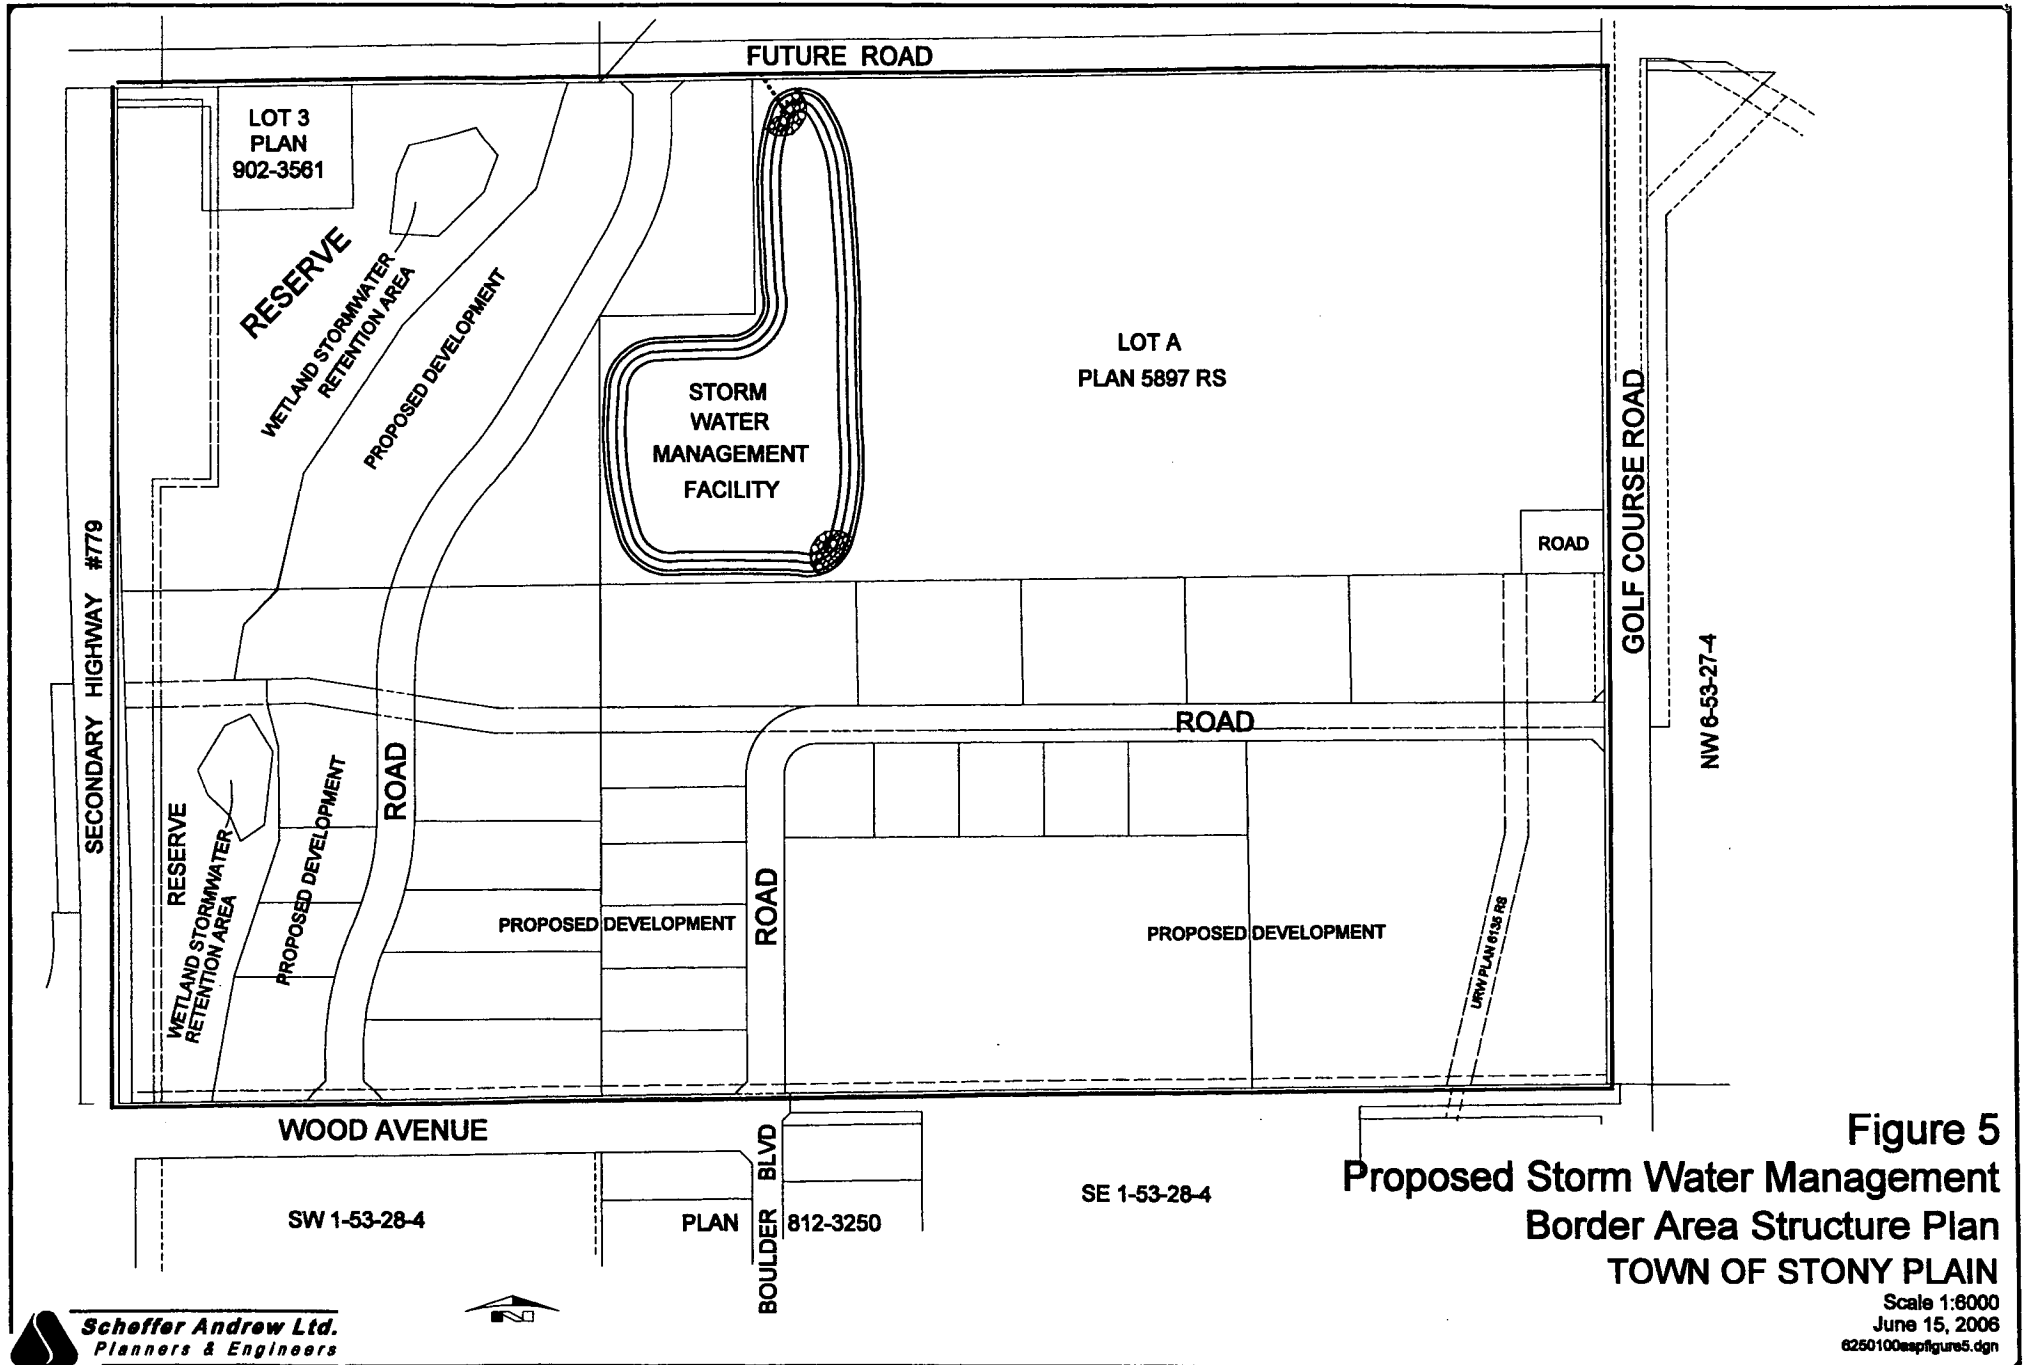 FUTURE ROAD
LOT 3
PLAN
902-3561
RESERVE
WETLAND STORMWATER
RETENTION AREA
PROPOSED DEVELOPMENT
STORM
WATER
MANAGEMENT
FACILITY
LOT A
PLAN 5897 RS
ROAD
GOLF COURSE ROAD
NW 6-53-27-4
SECONDARY HIGHWAY #779
ROAD
ROAD
RESERVE
WETLAND STORMWATER
RETENTION AREA
PROPOSED DEVELOPMENT
PROPOSED DEVELOPMENT
ROAD
PROPOSED DEVELOPMENT
URW PLAN 6135 RS
WOOD AVENUE
BOULDER BLVD
SW 1-53-28-4
PLAN 812-3250
SE 1-53-28-4
Figure 5
Proposed Storm Water Management
Border Area Structure Plan
TOWN OF STONY PLAIN
Scale 1:6000
June 15, 2006
6250100aspfigure5.dgn
Scheffer Andrew Ltd.
Planners & Engineers
N